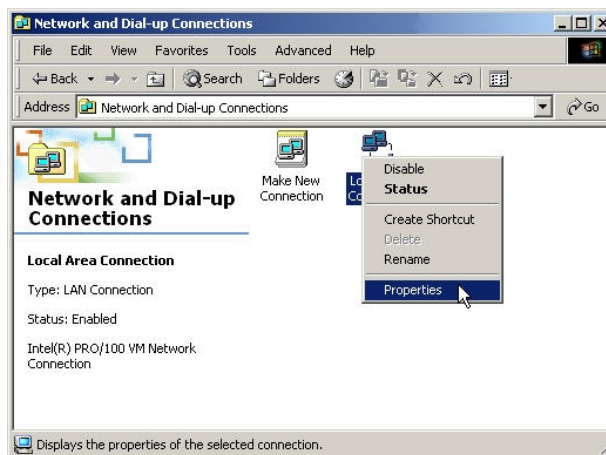 Network and Dial-up Connections
File Edit View Favorites Tools Advanced Help
Back Search Folders
Address Network and Dial-up Connections Go
Network and Dial-up
Connections
Local Area Connection
Type: LAN Connection
Status: Enabled
Intel(R) PRO/100 VM Network
Connection
Make New
Connection
Lo
Co
Disable
Status
Create Shortcut
Delete
Rename
Properties
Displays the properties of the selected connection.